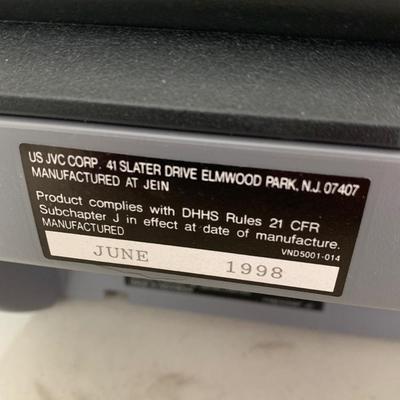 US JVC CORP. 41 SLATER DRIVE ELMWOOD PARK, N.J. 07407
MANUFACTURED AT JEIN
Product complies with DHHS Rules 21 CFR
Subchapter J in effect at date of manufacture.
MANUFACTURED VND5001-014
JUNE 1998